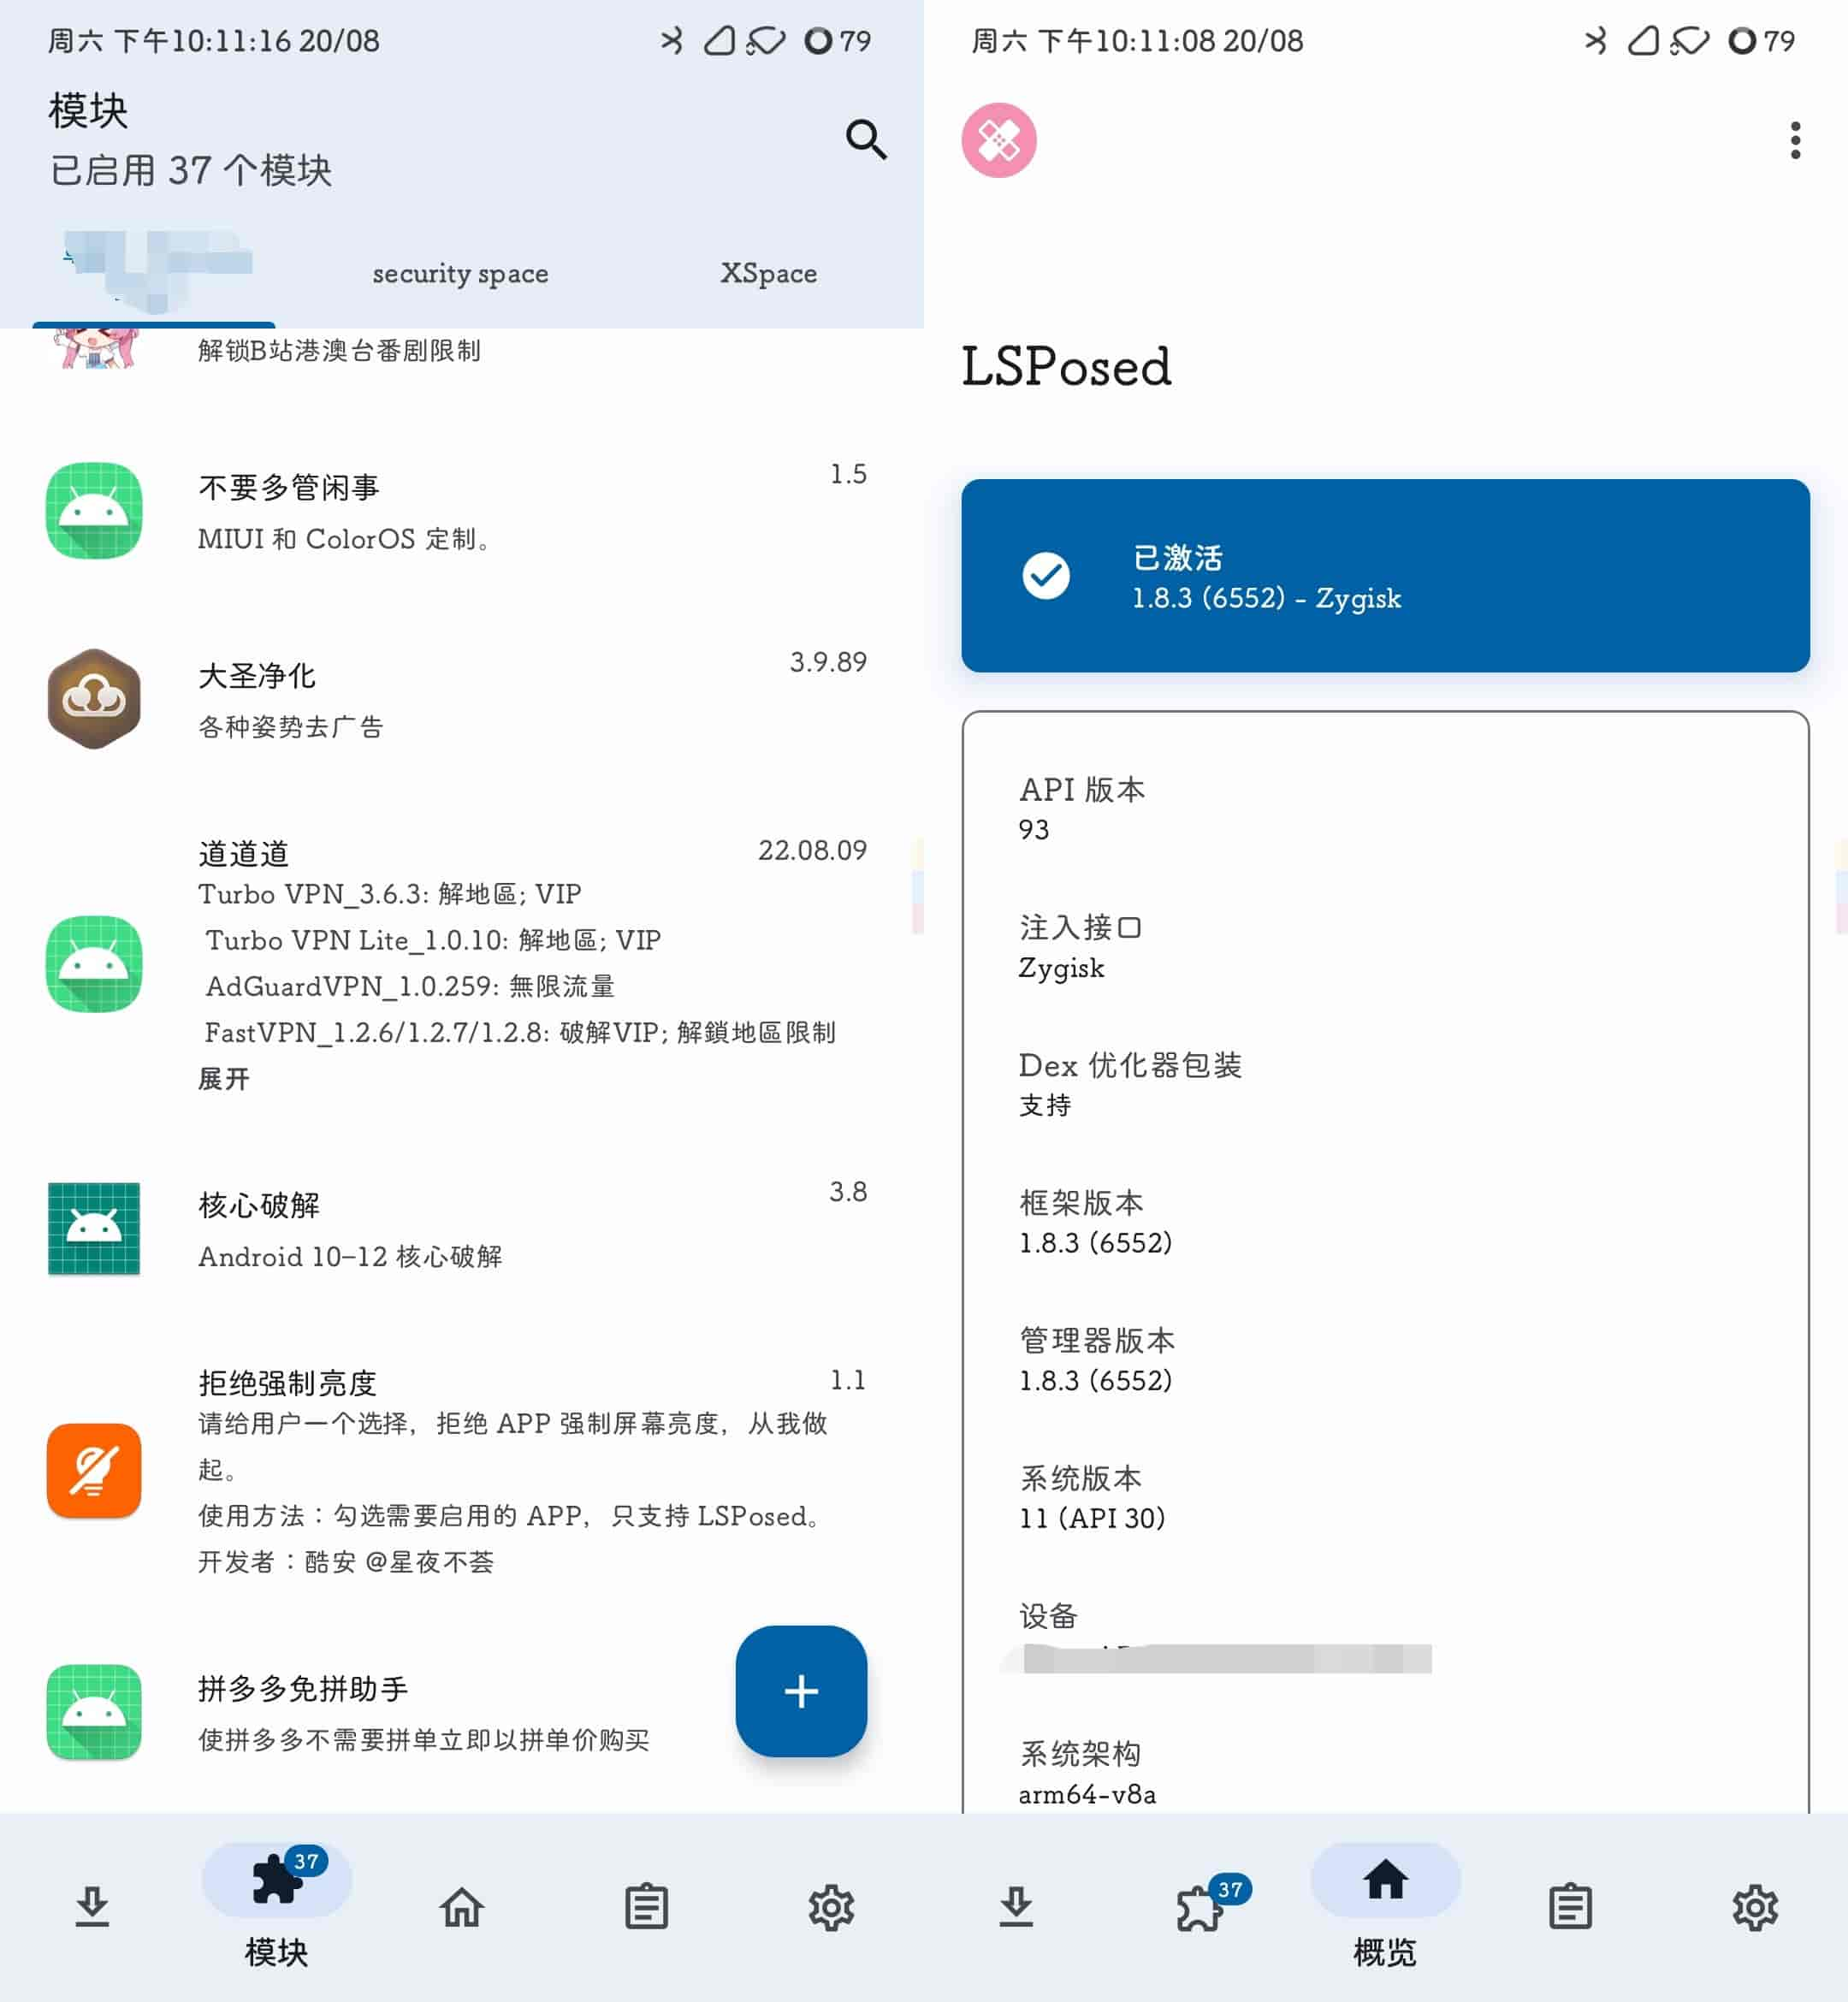 周六 下午10:11:16 20/08
79
模块
已启用 37 个模块
security space
XSpace
解锁B站港澳台番剧限制
不要多管闲事
1.5
MIUI 和 ColorOS 定制。
大圣净化
3.9.89
各种姿势去广告
道道道
22.08.09
Turbo VPN_3.6.3: 解地區; VIP
Turbo VPN Lite_1.0.10: 解地區; VIP
AdGuardVPN_1.0.259: 無限流量
FastVPN_1.2.6/1.2.7/1.2.8: 破解VIP; 解鎖地區限制
展开
核心破解
3.8
Android 10–12 核心破解
拒绝强制亮度
1.1
请给用户一个选择，拒绝 APP 强制屏幕亮度，从我做
起。
使用方法：勾选需要启用的 APP，只支持 LSPosed。
开发者：酷安 @星夜不荟
拼多多免拼助手
使拼多多不需要拼单立即以拼单价购买
37
模块
周六 下午10:11:08 20/08
79
LSPosed
已激活
1.8.3 (6552) - Zygisk
API 版本
93
注入接口
Zygisk
Dex 优化器包装
支持
框架版本
1.8.3 (6552)
管理器版本
1.8.3 (6552)
系统版本
11 (API 30)
设备
系统架构
arm64-v8a
37
概览